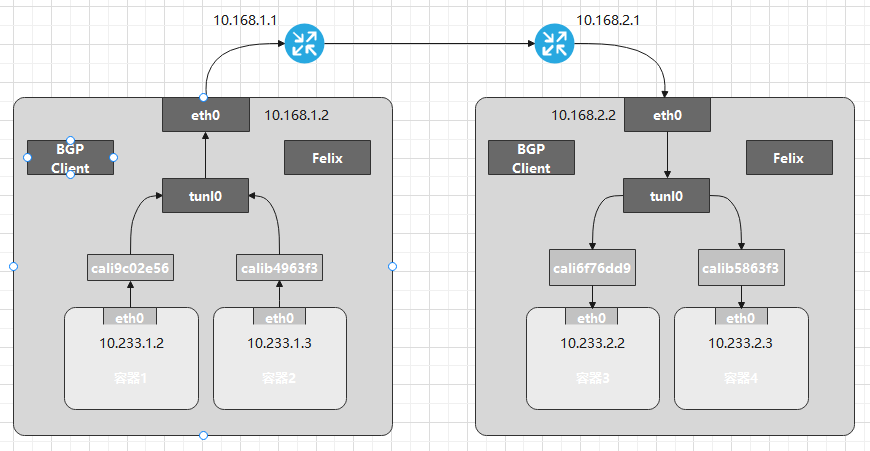 10.168.1.1
10.168.2.1
eth0
10.168.1.2
BGP
Client
Felix
tunl0
cali9c02e56
calib4963f3
eth0
eth0
10.233.1.2
10.233.1.3
容器1
容器2
10.168.2.2
eth0
BGP
Client
Felix
tunl0
cali6f76dd9
calib5863f3
eth0
eth0
10.233.2.2
10.233.2.3
容器3
容器4